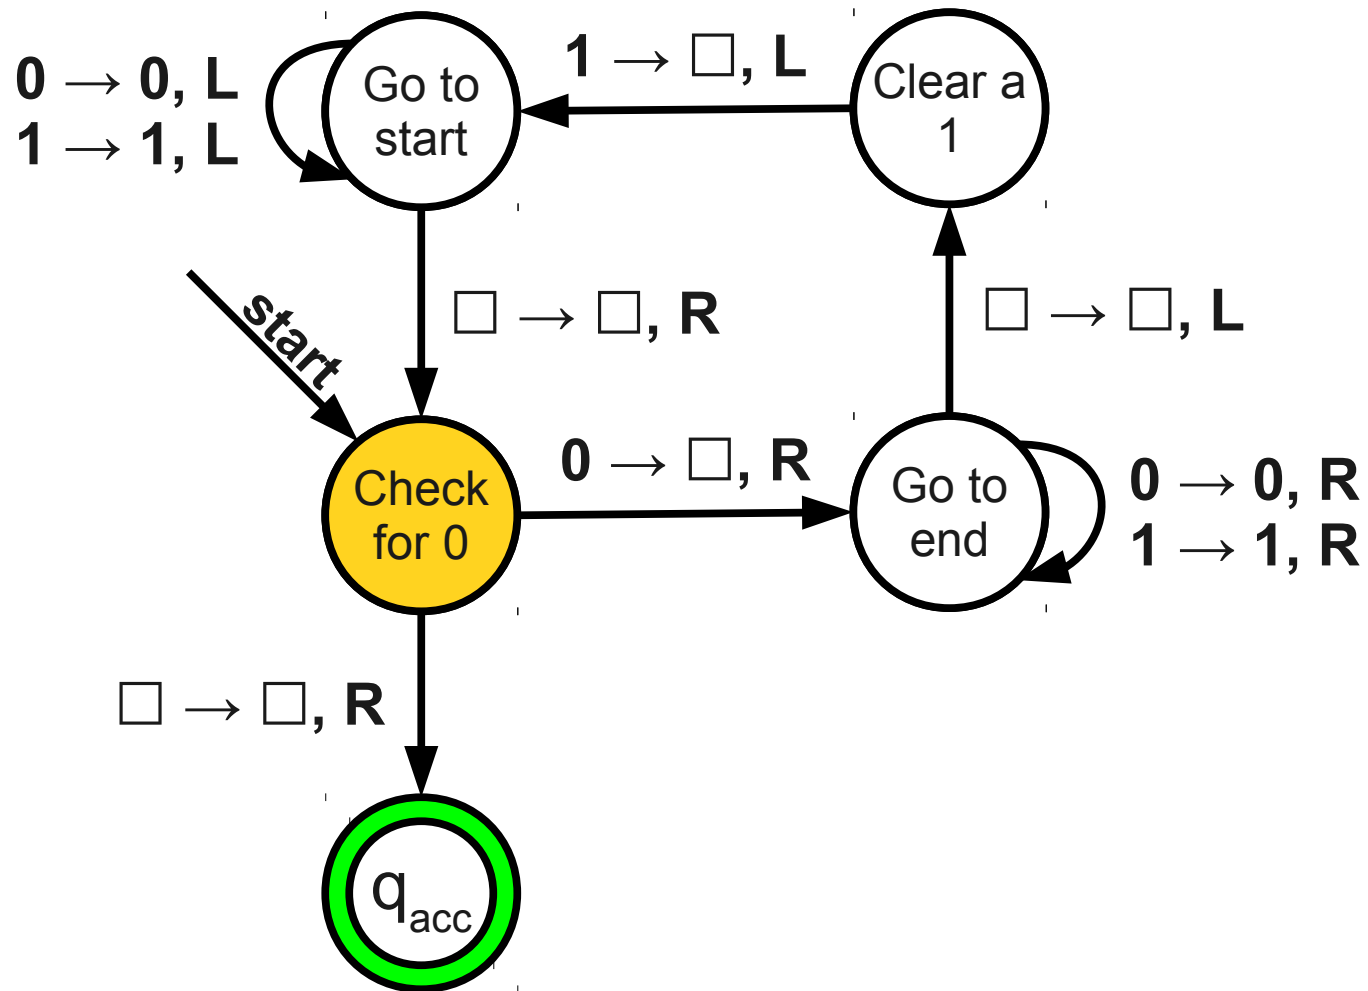 0 → 0, L
1 → 1, L
Go to
start
1 → □, L
Clear a
1
□ → □, R
□ → □, L
start
Check
for 0
0 → □, R
Go to
end
0 → 0, R
1 → 1, R
□ → □, R
qacc